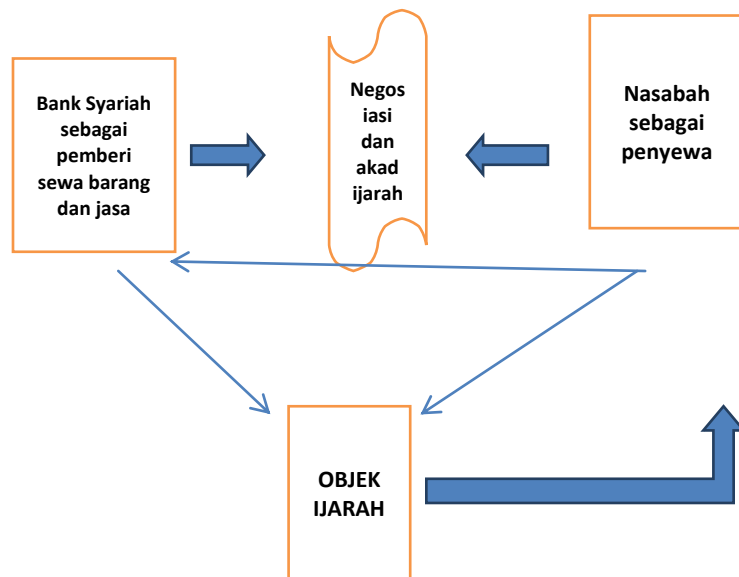 Bank Syariah
sebagai
pemberi
sewa barang
dan jasa
Negos
iasi
dan
akad
ijarah
Nasabah
sebagai
penyewa
OBJEK
IJARAH